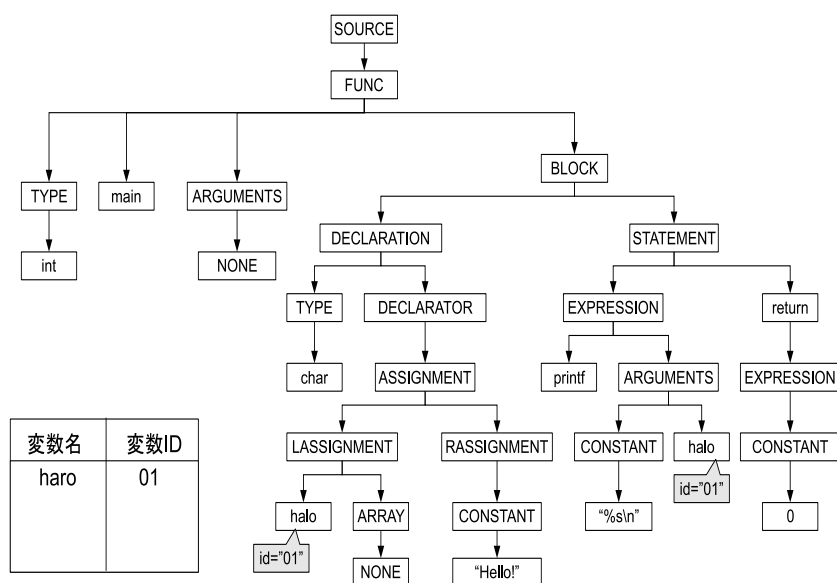 SOURCE
FUNC
BLOCK
TYPE
main
ARGUMENTS
DECLARATION
STATEMENT
int
NONE
TYPE
DECLARATOR
EXPRESSION
return
char
ASSIGNMENT
printf
ARGUMENTS
EXPRESSION
変数名 変数ID
haro 01
LASSIGNMENT
RASSIGNMENT
CONSTANT
halo
CONSTANT
id="01"
halo
ARRAY
CONSTANT
"%s\n"
0
id="01"
NONE
"Hello!"